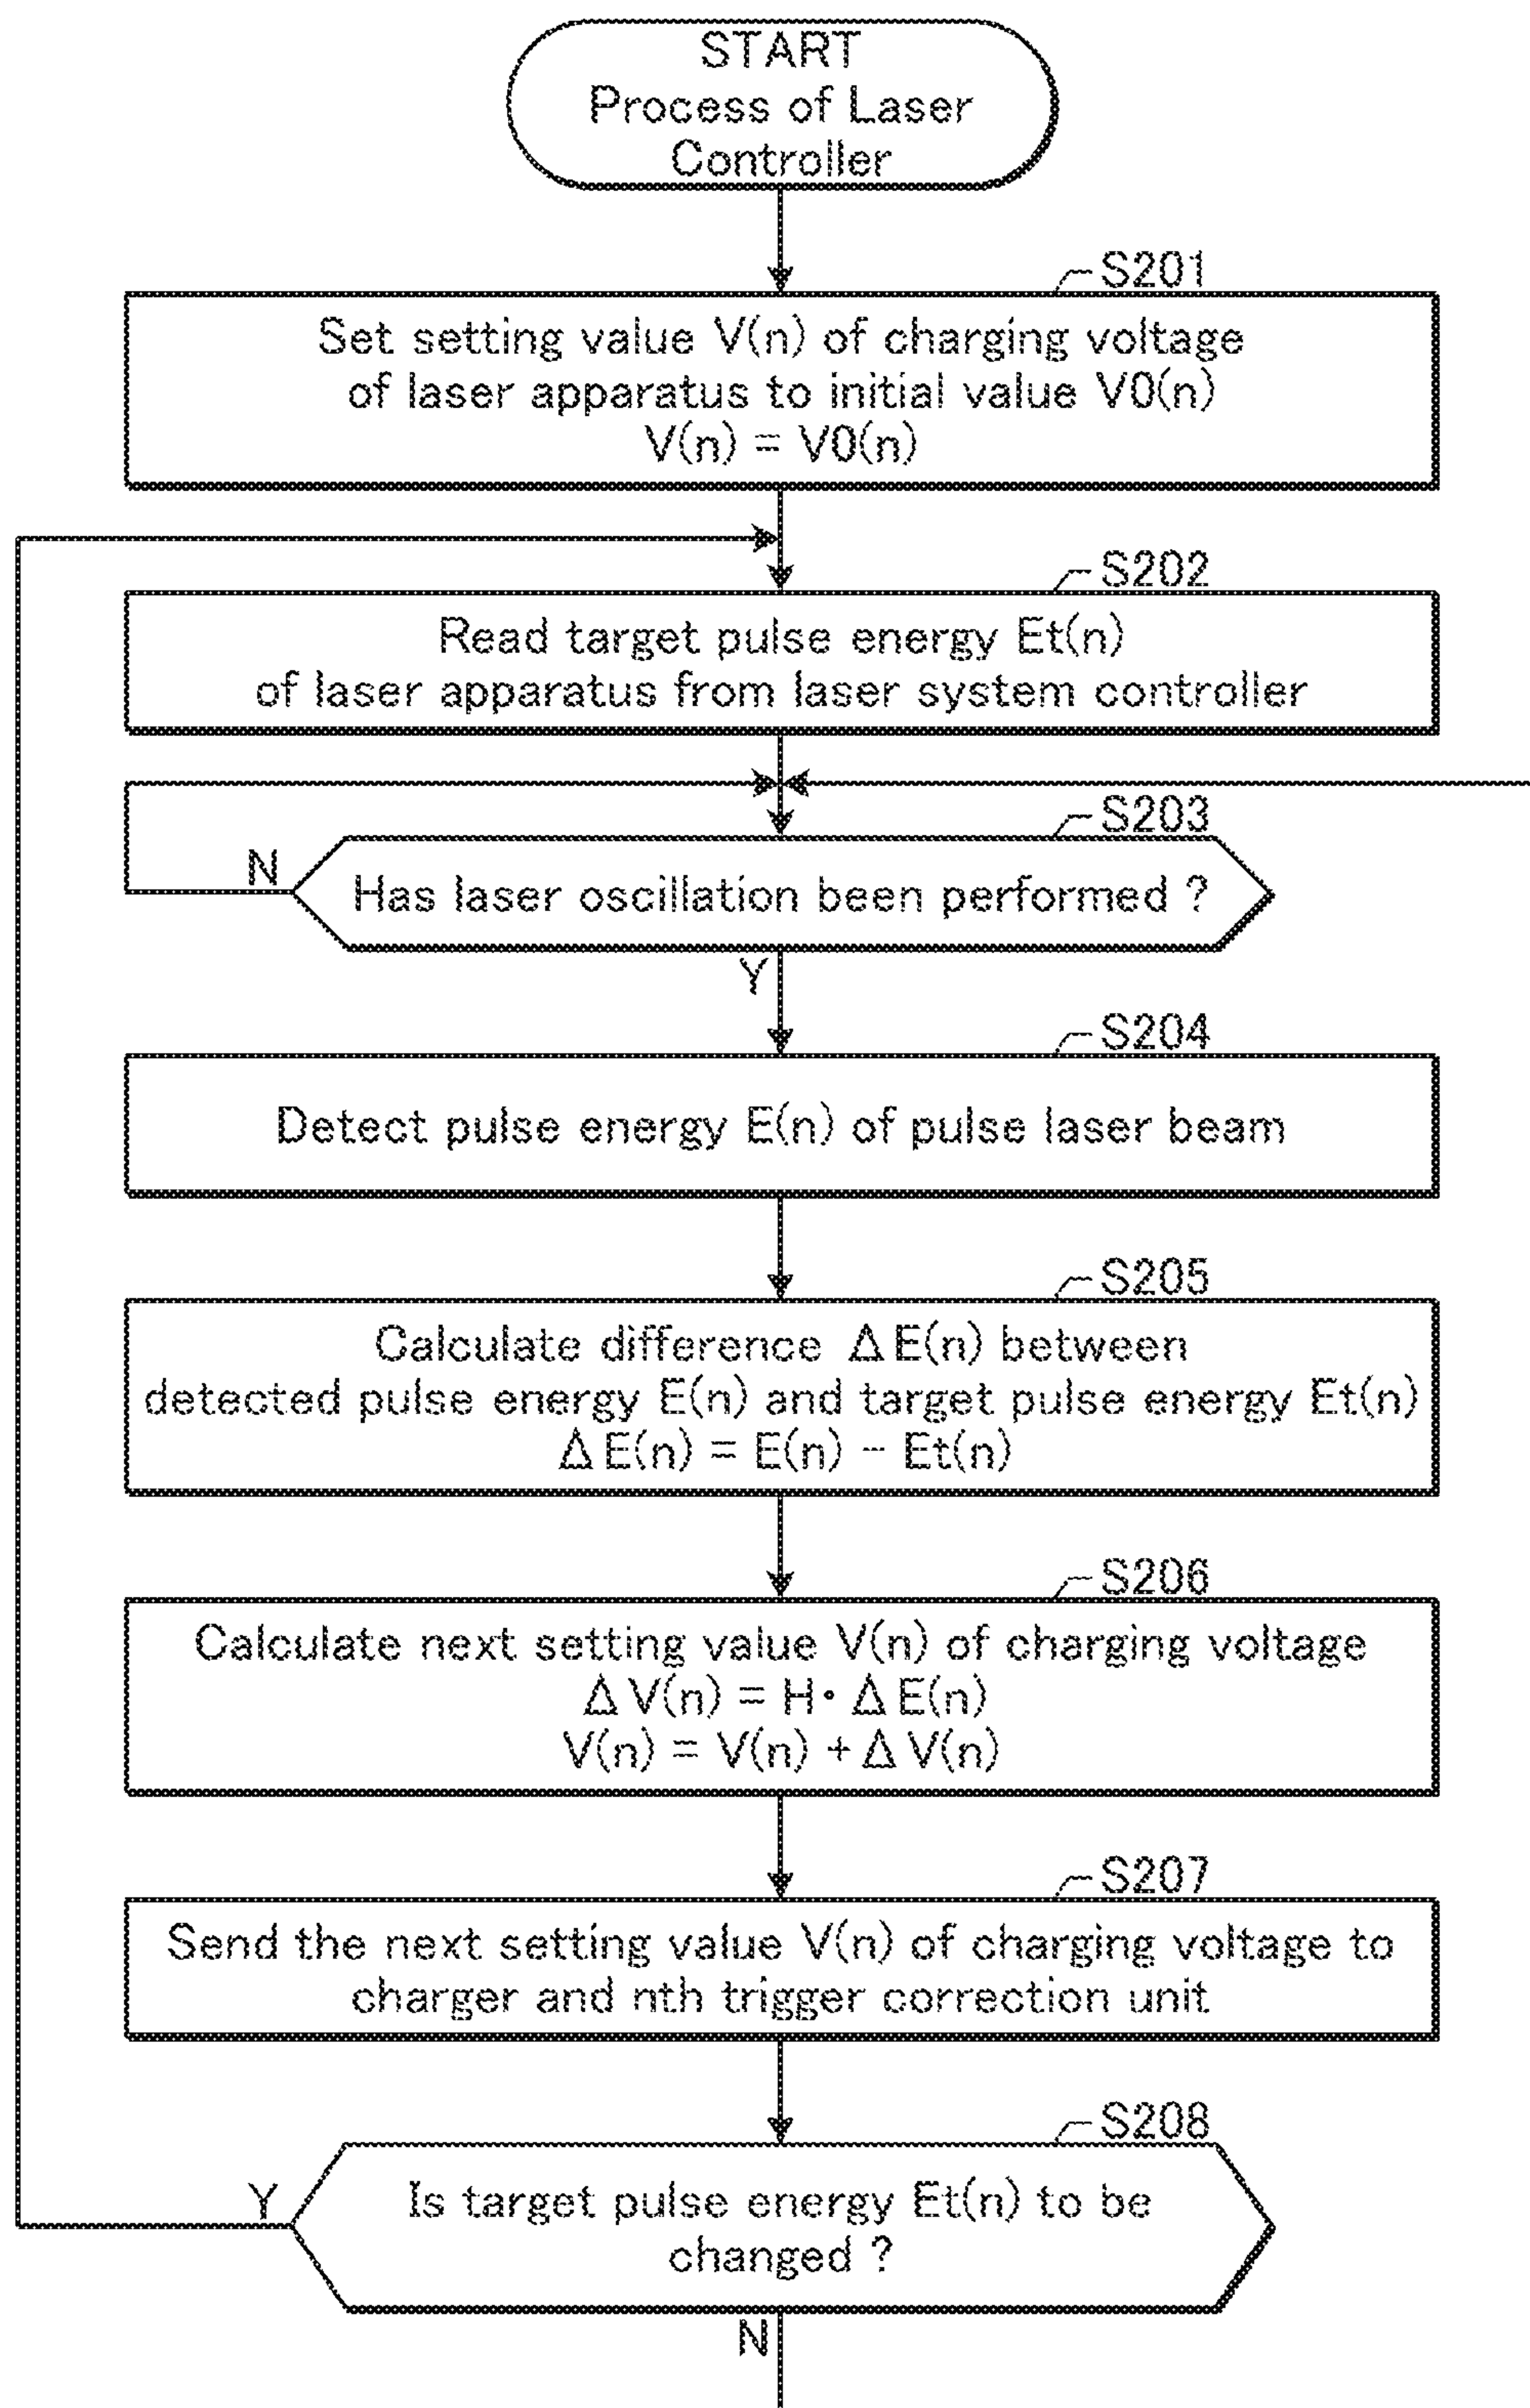 START
Process of Laser
Controller
S201
Set setting value V(n) of charging voltage
of laser apparatus to initial value V0(n)
V(n) = V0(n)
S202
Read target pulse energy Et(n)
of laser apparatus from laser system controller
S203
N
Has laser oscillation been performed ?
Y
S204
Detect pulse energy E(n) of pulse laser beam
S205
Calculate difference ΔE(n) between
detected pulse energy E(n) and target pulse energy Et(n)
ΔE(n) = E(n) − Et(n)
S206
Calculate next setting value V(n) of charging voltage
ΔV(n) = H・ΔE(n)
V(n) = V(n) + ΔV(n)
S207
Send the next setting value V(n) of charging voltage to
charger and nth trigger correction unit
S208
Y
Is target pulse energy Et(n) to be
changed ?
N